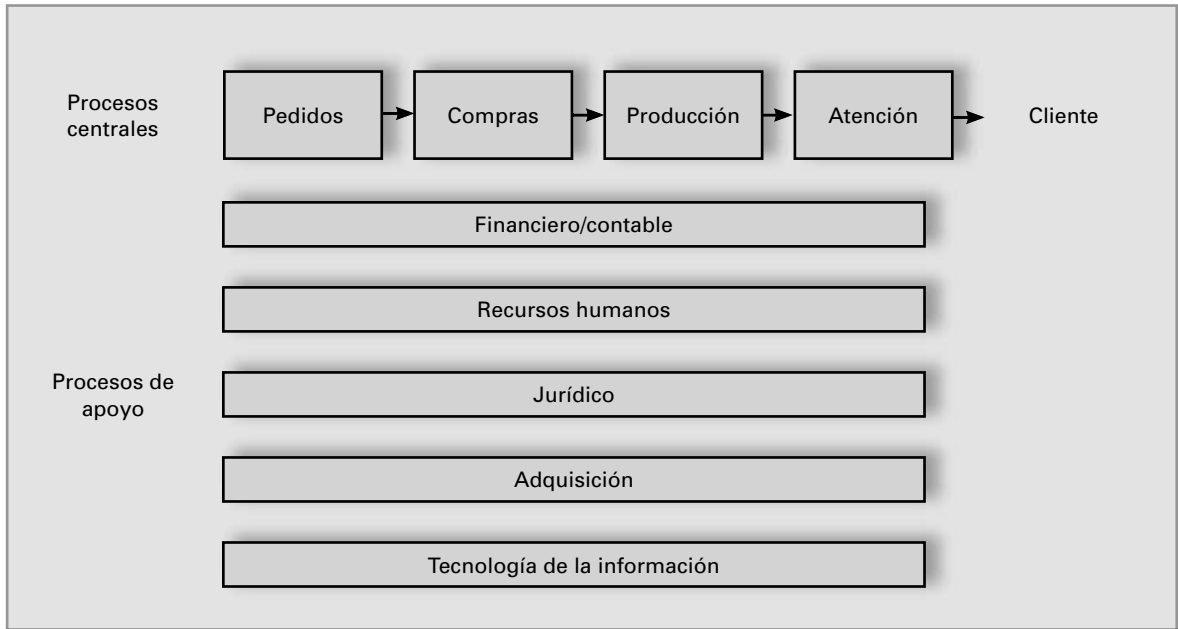 Procesos
centrales
Pedidos
Compras
Producción
Atención
Cliente
Financiero/contable
Recursos humanos
Procesos de
apoyo
Jurídico
Adquisición
Tecnología de la información